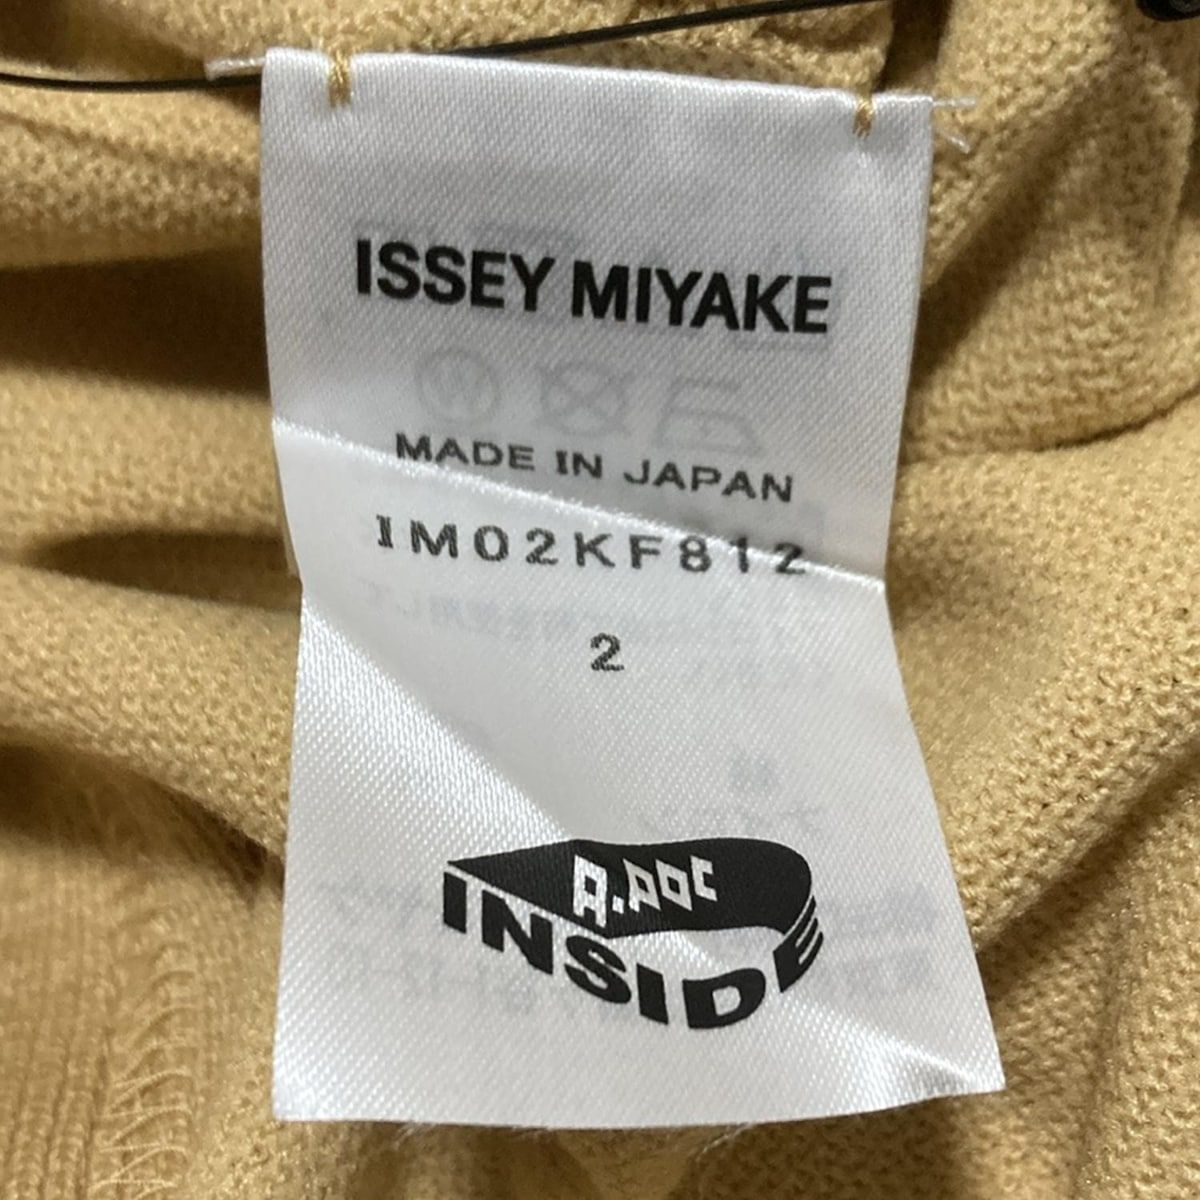 ISSEY MIYAKE
MADE IN JAPAN
IM02KF812
2
A.POC
INSIDE